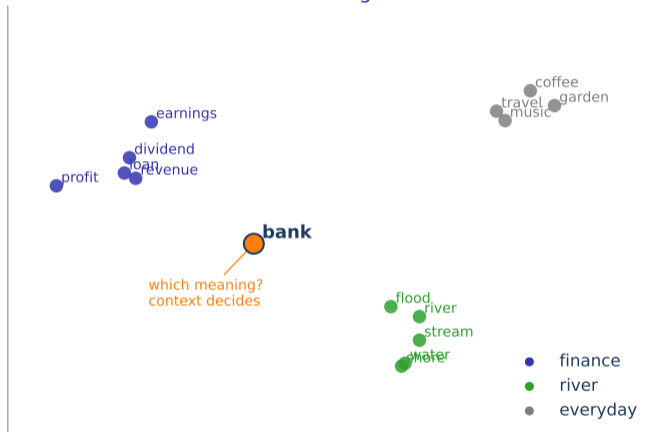 coffee
garden
travel
music
earnings
dividend
loan
revenue
profit
bank
which meaning?
context decides
flood
river
stream
water
shore
finance
river
everyday